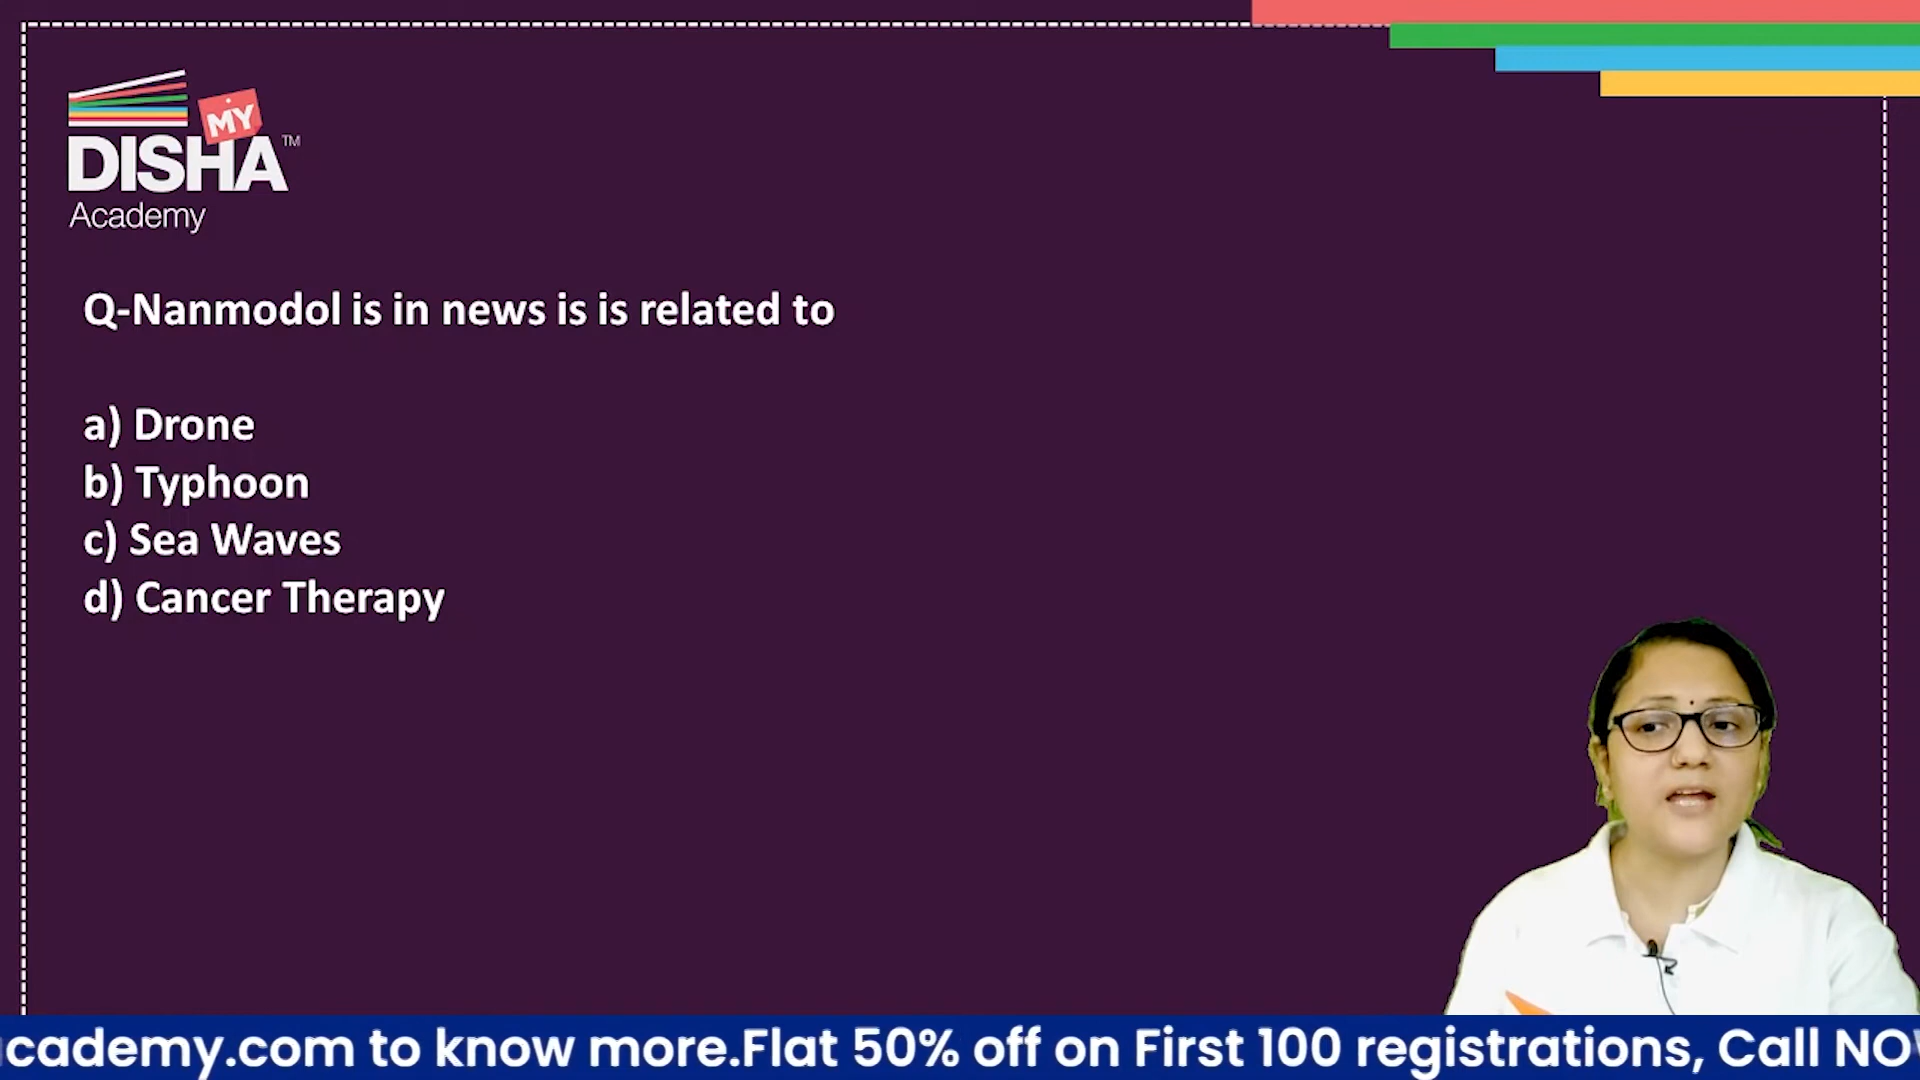 MY
DISHA™
Academy
Q-Nanmodol is in news is is related to
a) Drone
b) Typhoon
c) Sea Waves
d) Cancer Therapy
cademy.com to know more.Flat 50% off on First 100 registrations, Call NO